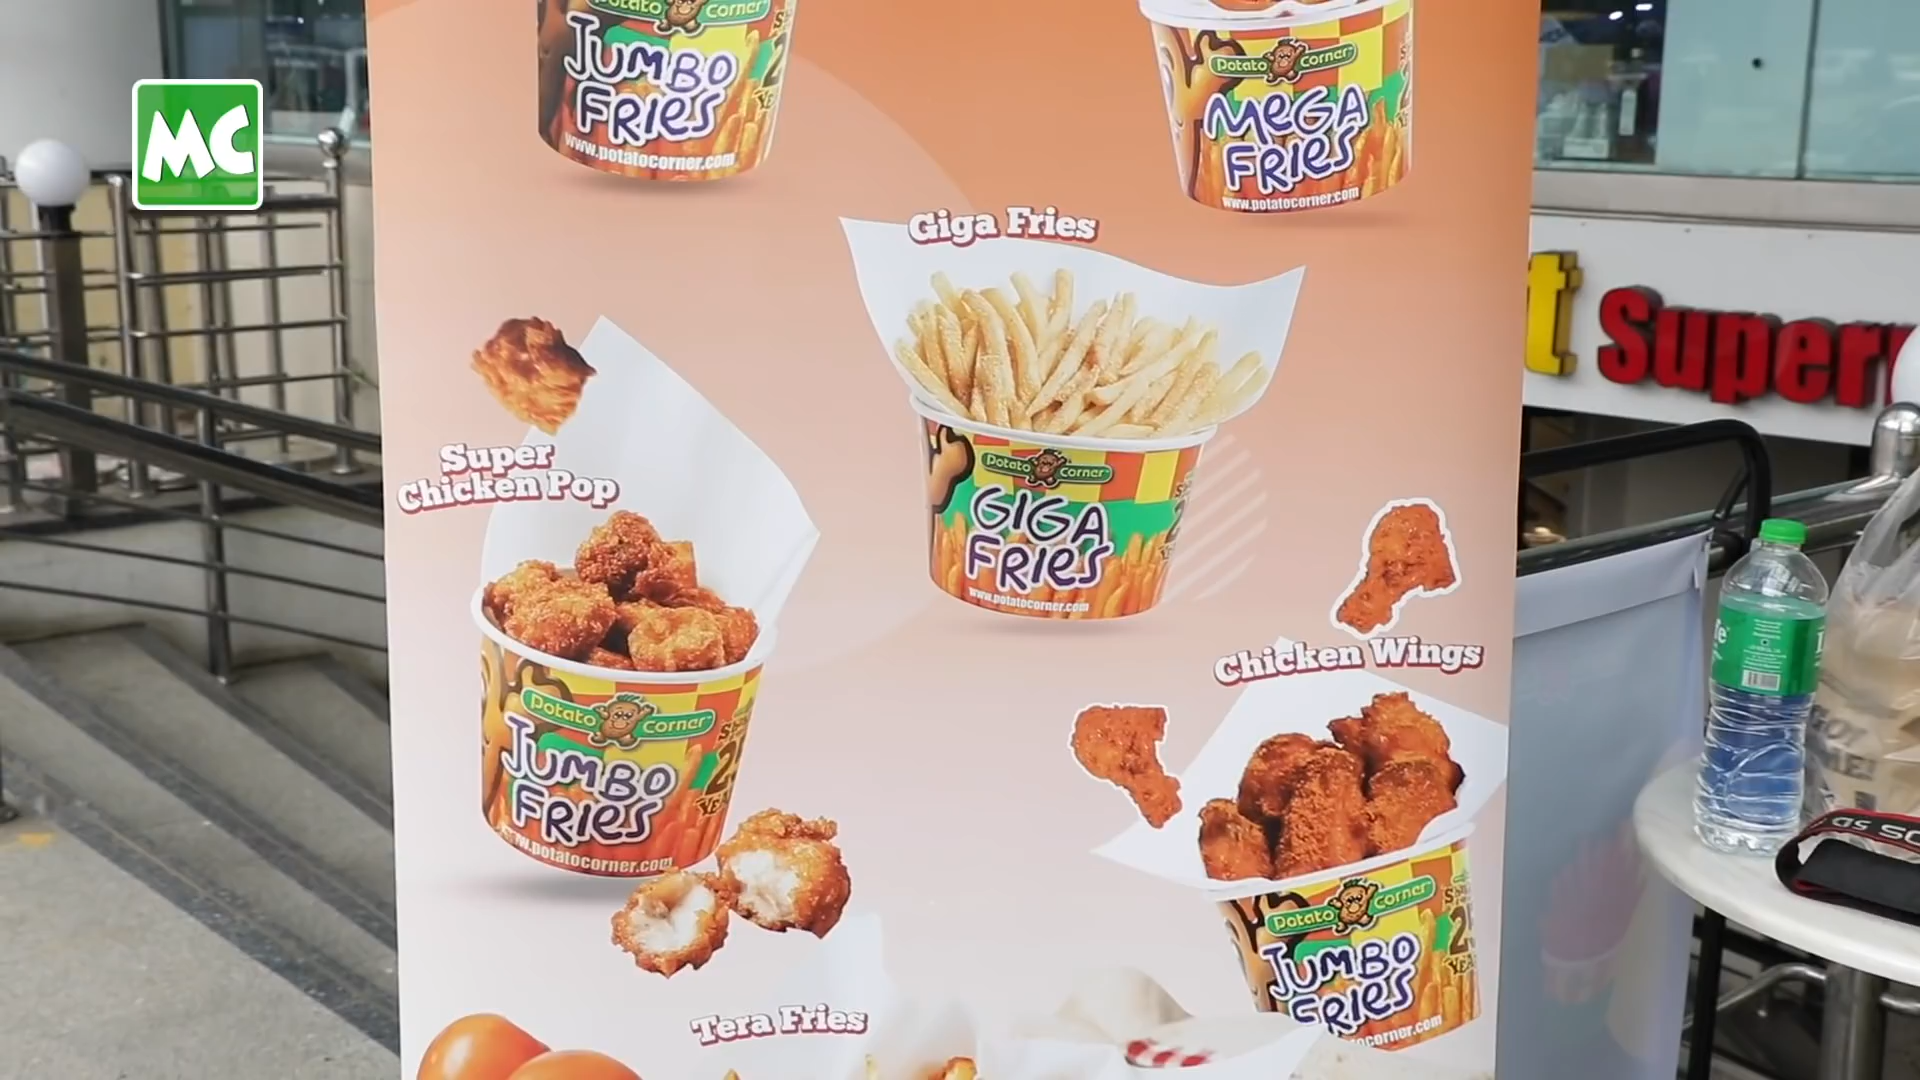 Potato Corner
JUMBO
FRIES
www.potatocorner.com
Potato Corner
MEGA
FRIES
www.potatocorner.com
MC
Giga Fries
Super
Potato Corner
GIGA
FRIES
www.potatocorner.com
Super
Chicken Pop
Potato Corner
JUMBO
FRIES
www.potatocorner.com
Chicken Wings
Potato Corner
JUMBO
FRIES
Tera Fries